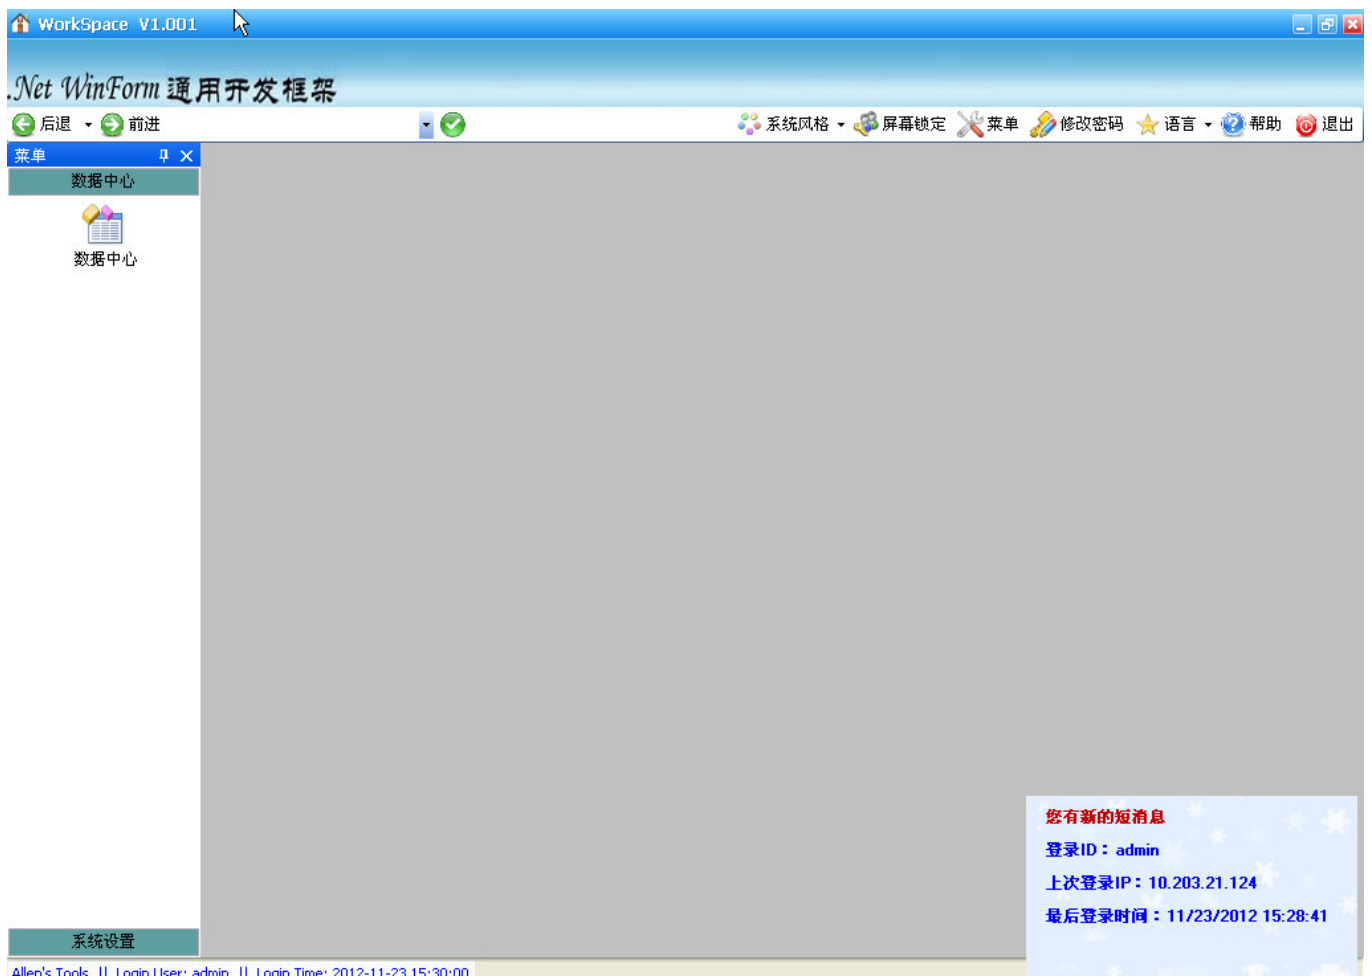 WorkSpace V1.001
.Net WinForm 通用开发框架
后退 前进 系统风格 屏幕锁定 菜单 修改密码 语言 帮助 退出
菜单
数据中心
数据中心
您有新的短消息
登录ID：admin
上次登录IP：10.203.21.124
最后登录时间：11/23/2012 15:28:41
系统设置
Allen's Tools || Login User: admin || Login Time: 2012-11-23 15:30:00